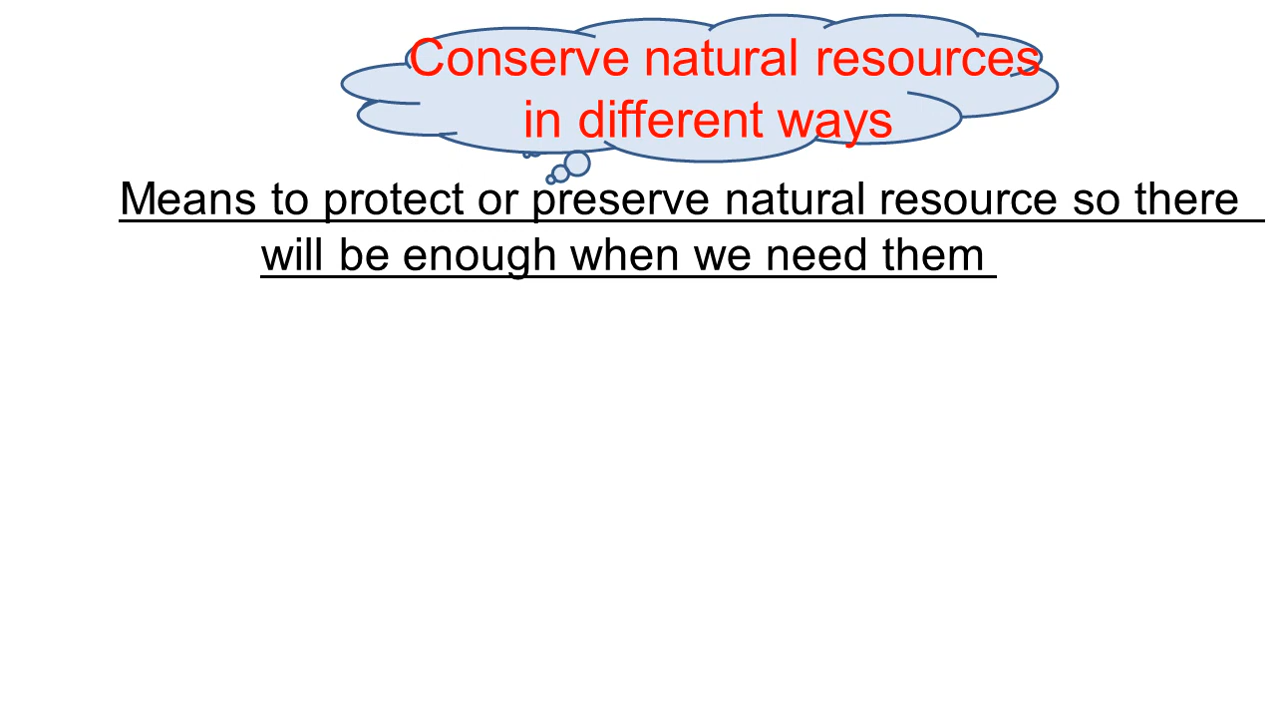 Conserve natural resources
in different ways
Means to protect or preserve natural resource so there
will be enough when we need them